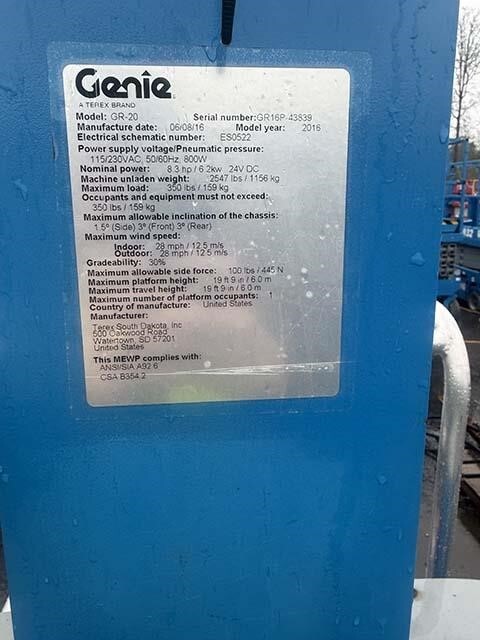 Genie
A TEREX BRAND
Model: GR-20 Serial number:GR16P-43839
Manufacture date: 06/08/16 Model year: 2016
Electrical schematic number: ES0522
Power supply voltage/Pneumatic pressure:
115/230VAC, 50/60Hz, 800W
Nominal power: 8.3 hp / 6.2kw 24V DC
Machine unladen weight: 2547 lbs / 1156 kg
Maximum load: 350 lbs / 159 kg
Occupants and equipment must not exceed:
350 lbs / 159 kg
Maximum allowable inclination of the chassis:
1.5° (Side) 3° (Front) 3° (Rear)
Maximum wind speed:
Indoor: 28 mph / 12.5 m/s
Outdoor: 28 mph / 12.5 m/s
Gradeability: 30%
Maximum allowable side force: 100 lbs / 445 N
Maximum platform height: 19 ft 9 in / 6.0 m
Maximum travel height: 19 ft 9 in / 6.0 m
Maximum number of platform occupants: 1
Country of manufacture: United States
Manufacturer:
Terex South Dakota, Inc
500 Oakwood Road
Watertown, SD 57201
United States
This MEWP complies with:
ANSI/SIA A92.6
CSA B354.2